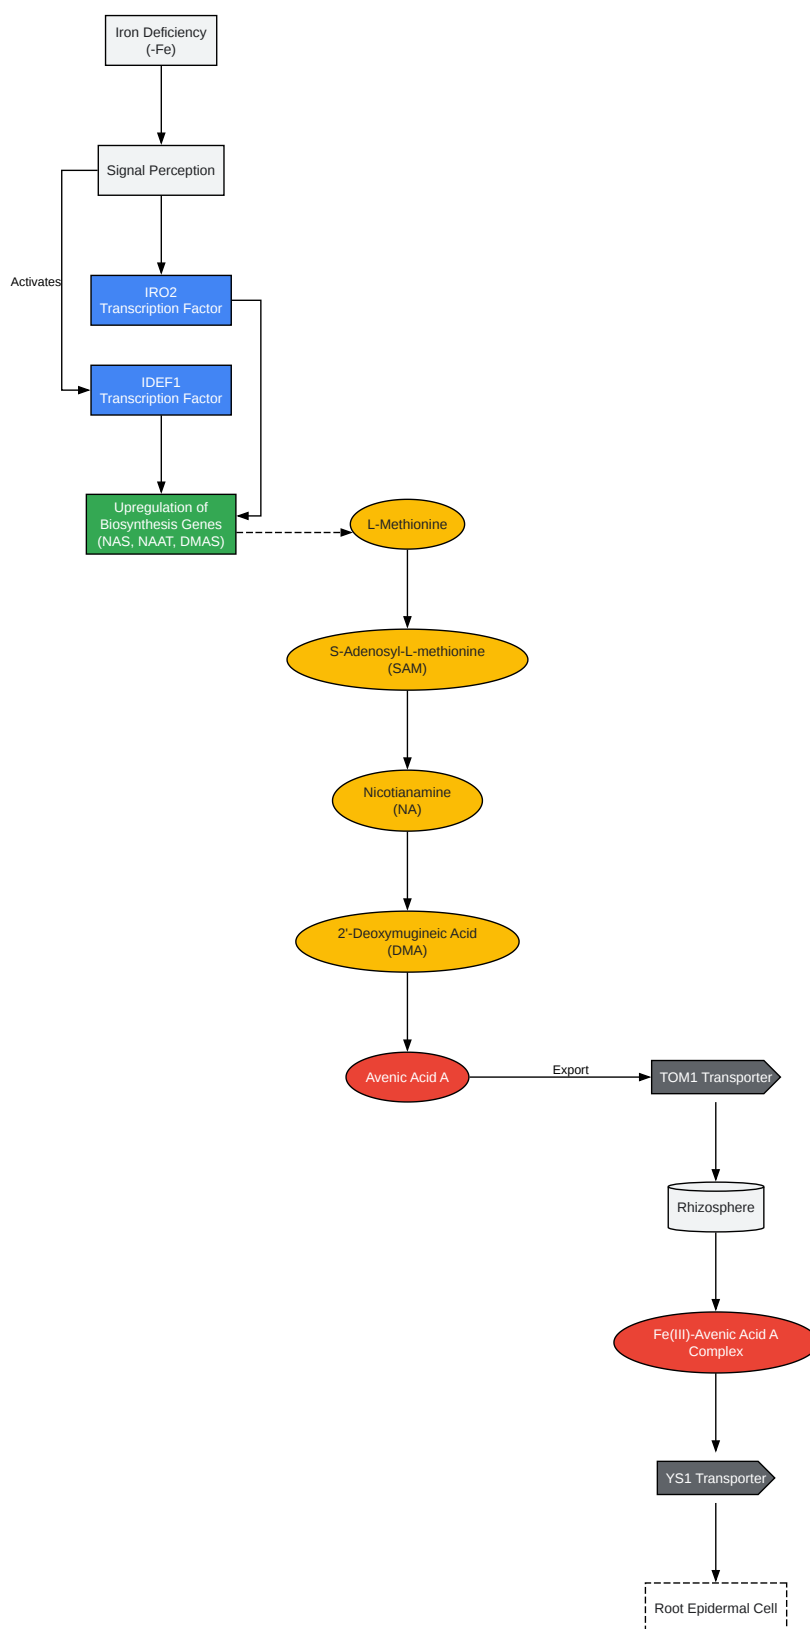 Iron Deficiency
(-Fe)
Signal Perception
Activates
IRO2
Transcription Factor
IDEF1
Transcription Factor
Upregulation of
Biosynthesis Genes
(NAS, NAAT, DMAS)
L-Methionine
S-Adenosyl-L-methionine
(SAM)
Nicotianamine
(NA)
2'-Deoxymugineic Acid
(DMA)
Avenic Acid A
Export
TOM1 Transporter
Rhizosphere
Fe(III)-Avenic Acid A
Complex
YS1 Transporter
Root Epidermal Cell